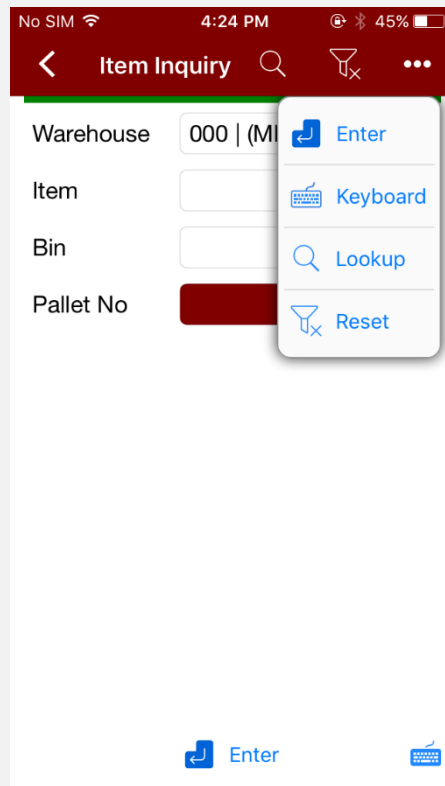 No SIM 4:24 PM 45%
Item Inquiry
Warehouse 000 | (MI
Enter
Item
Keyboard
Bin
Lookup
Pallet No
Reset
Enter